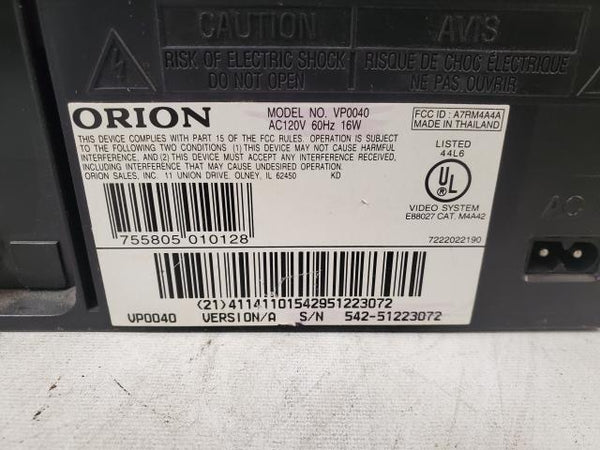 CAUTION
RISK OF ELECTRIC SHOCK
DO NOT OPEN
AVIS
RISQUE DE CHOC ÉLECTRIQUE
NE PAS OUVRIR
ORION
MODEL NO. VP0040
AC120V 60Hz 16W
FCC ID : A7RM4A4A
MADE IN THAILAND
THIS DEVICE COMPLIES WITH PART 15 OF THE FCC RULES. OPERATION IS SUBJECT
TO THE FOLLOWING TWO CONDITIONS (1) THIS DEVICE MAY NOT CAUSE HARMFUL
INTERFERENCE, AND (2) THIS DEVICE MUST ACCEPT ANY INTERFERENCE RECEIVED,
INCLUDING INTERFERENCE THAT MAY CAUSE UNDESIRED OPERATION.
ORION SALES, INC. 11 UNION DRIVE. OLNEY, IL 62450 KD
LISTED
44L6
UL
VIDEO SYSTEM
E88027 CAT. M4A42
755805 010128
7222022190
AC
(21)41141101542951223072
VP0040 VERSION/A S/N 542-51223072